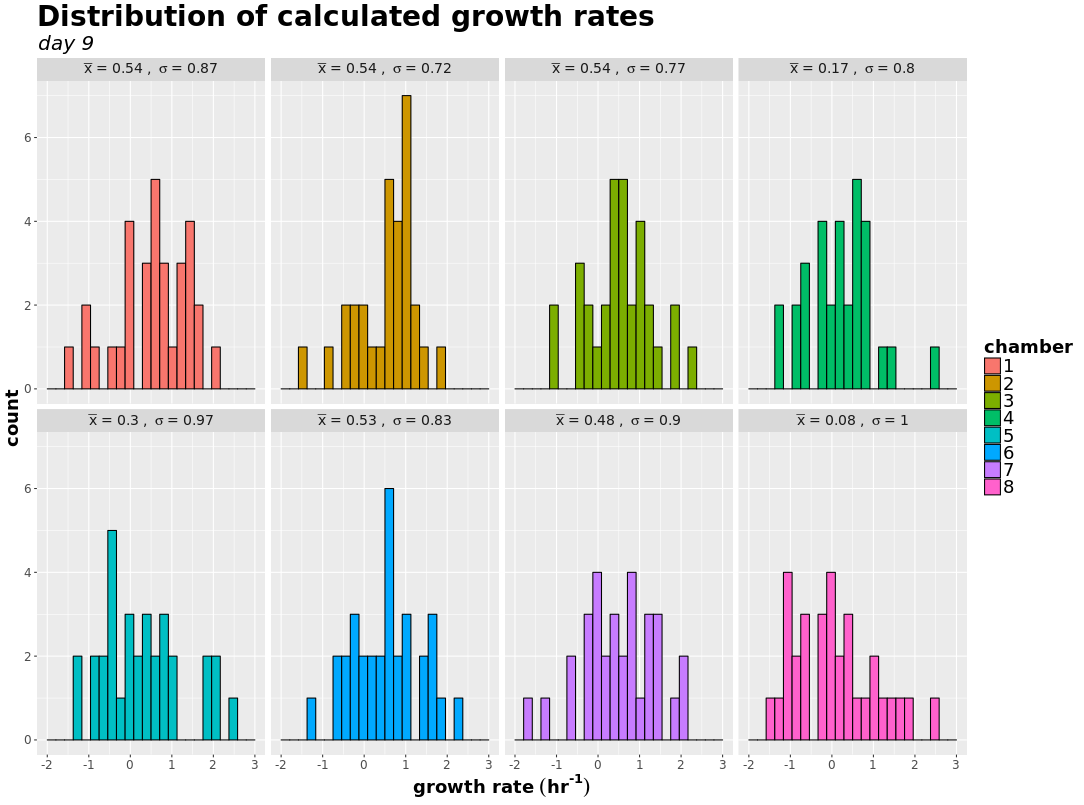 Distribution of calculated growth rates
day 9
x̅ = 0.54 , σ = 0.87
x̅ = 0.54 , σ = 0.72
x̅ = 0.54 , σ = 0.77
x̅ = 0.17 , σ = 0.8
6
4
2
0
x̅ = 0.3 , σ = 0.97
x̅ = 0.53 , σ = 0.83
x̅ = 0.48 , σ = 0.9
x̅ = 0.08 , σ = 1
6
4
2
0
-2 -1 0 1 2 3
-2 -1 0 1 2 3
-2 -1 0 1 2 3
-2 -1 0 1 2 3
count
growth rate (hr⁻¹)
chamber
1
2
3
4
5
6
7
8